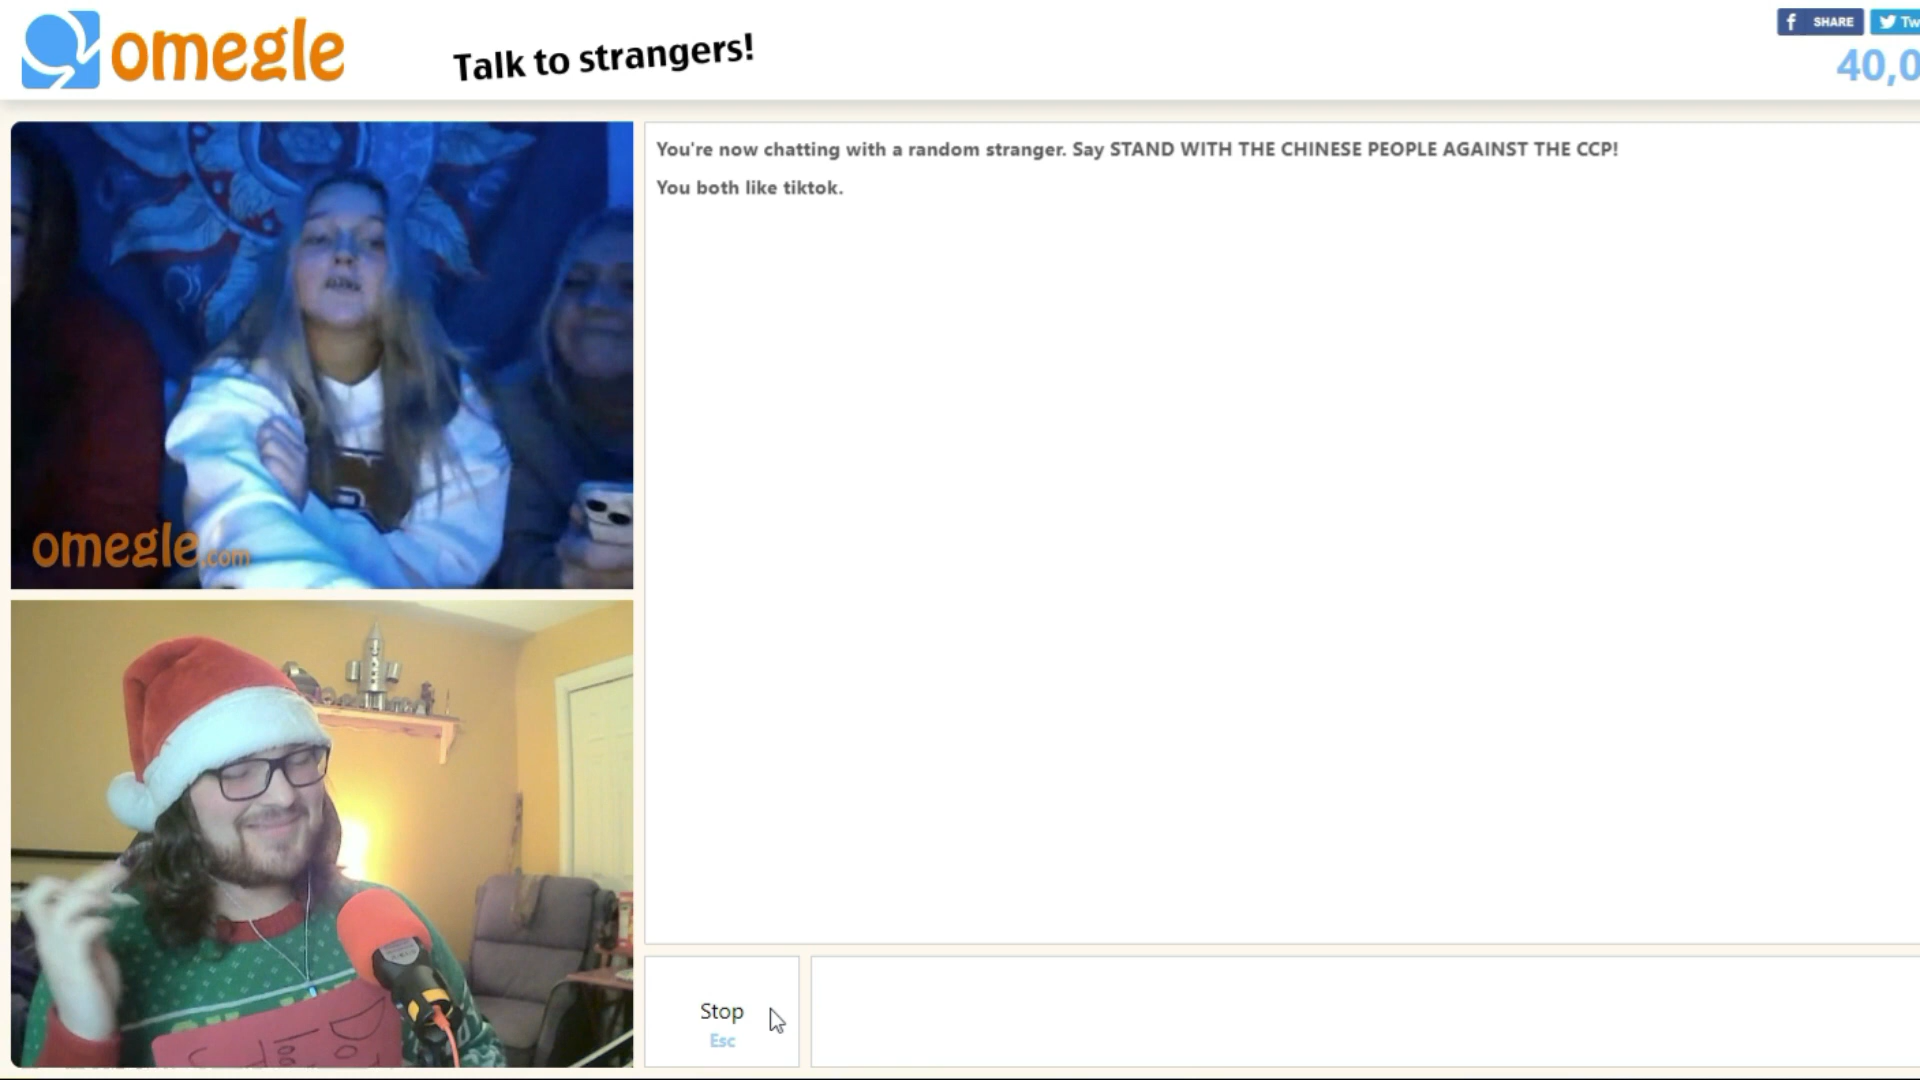 omegle
Talk to strangers!
f SHARE
Tw
40,0
You're now chatting with a random stranger. Say STAND WITH THE CHINESE PEOPLE AGAINST THE CCP!
You both like tiktok.
omegle.com
Stop
Esc